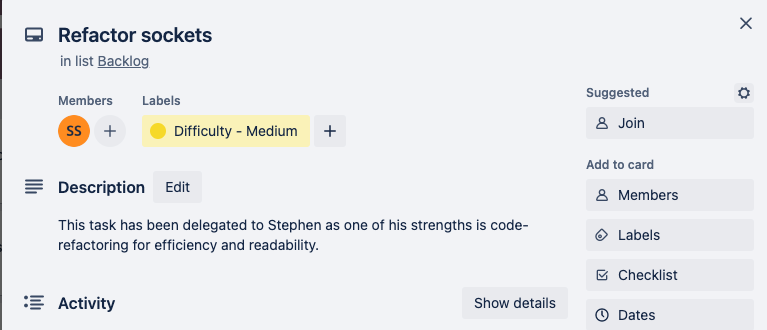 Refactor sockets
in list Backlog
Members
Labels
SS
Difficulty - Medium
Description
Edit
This task has been delegated to Stephen as one of his strengths is code-
refactoring for efficiency and readability.
Activity
Show details
Suggested
Join
Add to card
Members
Labels
Checklist
Dates